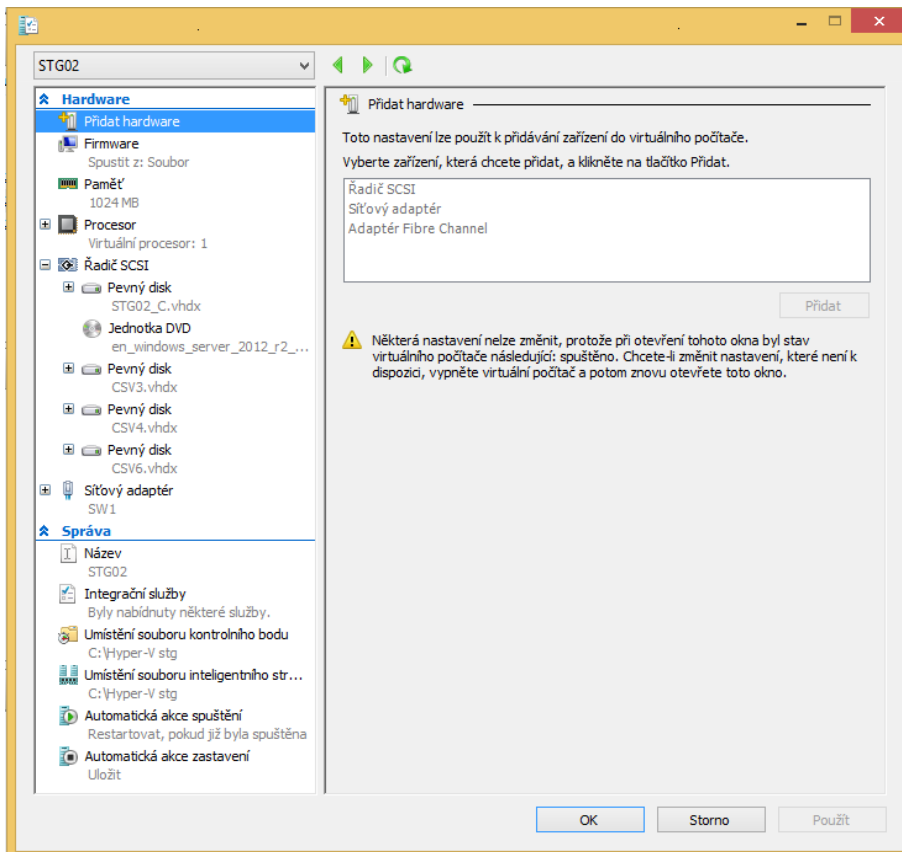 STG02
Hardware
Přidat hardware
Firmware
Spustit z: Soubor
Paměť
1024 MB
Procesor
Virtuální procesor: 1
Řadič SCSI
Pevný disk
STG02_C.vhdx
Jednotka DVD
en_windows_server_2012_r2_...
Pevný disk
CSV3.vhdx
Pevný disk
CSV4.vhdx
Pevný disk
CSV6.vhdx
Síťový adaptér
SW1
Správa
Název
STG02
Integrační služby
Byly nabídnuty některé služby.
Umístění souboru kontrolního bodu
C:\Hyper-V stg
Umístění souboru inteligentního str...
C:\Hyper-V stg
Automatická akce spuštění
Restartovat, pokud již byla spuštěna
Automatická akce zastavení
Uložit
Přidat hardware
Toto nastavení lze použít k přidávání zařízení do virtuálního počítače.
Vyberte zařízení, která chcete přidat, a klikněte na tlačítko Přidat.
Řadič SCSI
Síťový adaptér
Adaptér Fibre Channel
Přidat
Některá nastavení nelze změnit, protože při otevření tohoto okna byl stav
virtuálního počítače následující: spuštěno. Chcete-li změnit nastavení, které není k
dispozici, vypněte virtuální počítač a potom znovu otevřete toto okno.
OK
Storno
Použít